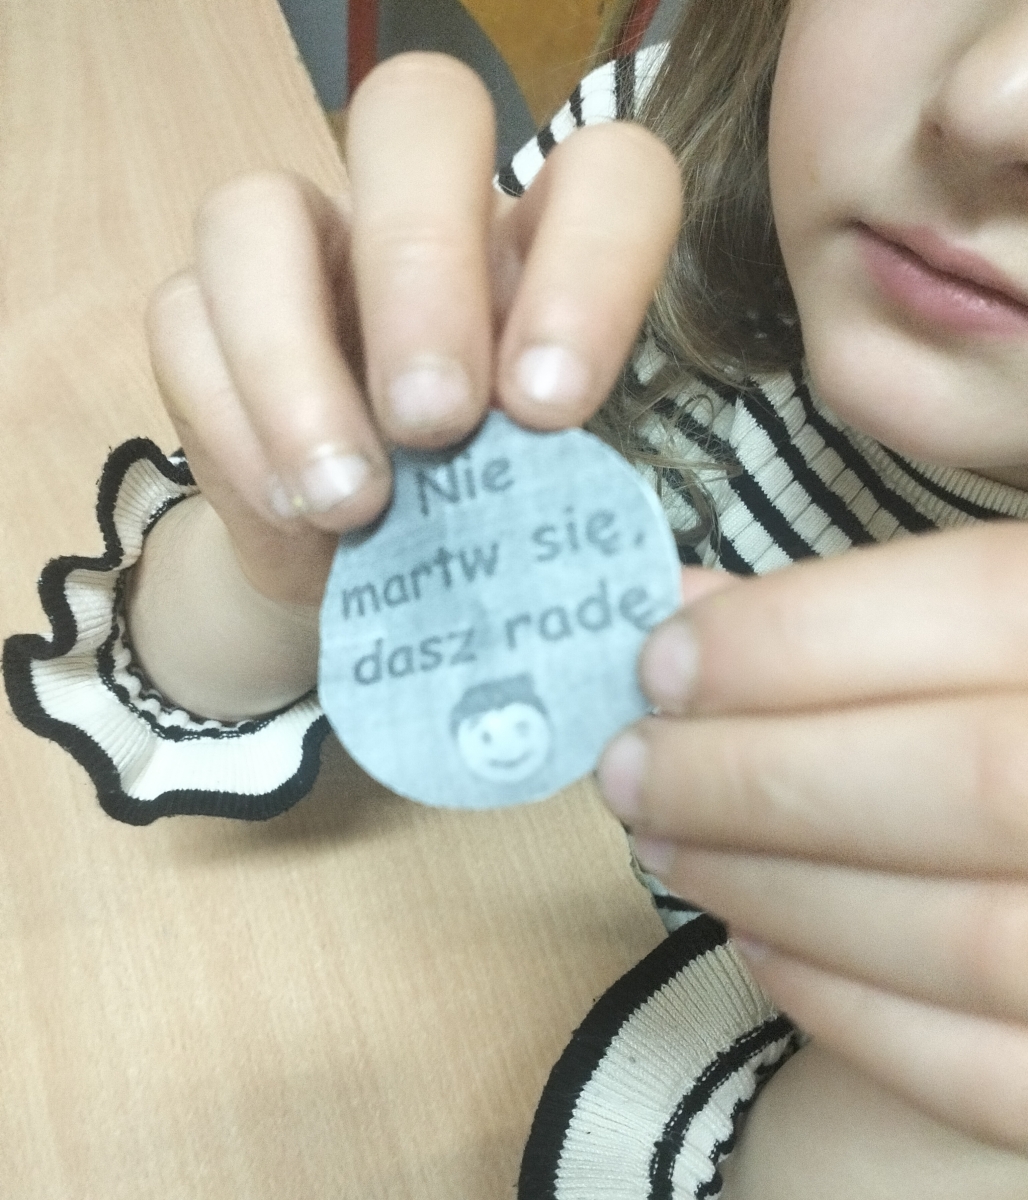 Nie
martw się,
dasz radę